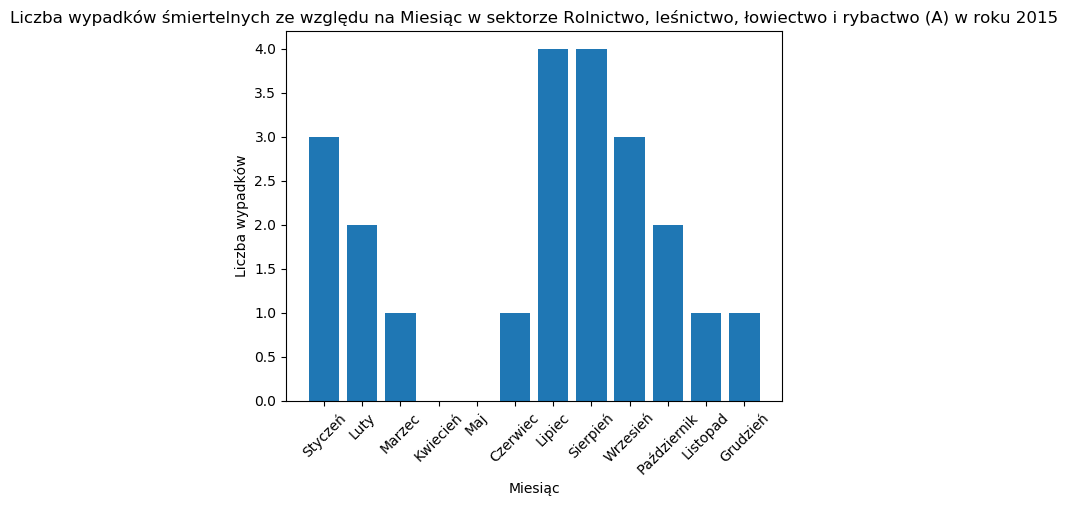 Liczba wypadków śmiertelnych ze względu na Miesiąc w sektorze Rolnictwo, leśnictwo, łowiectwo i rybactwo (A) w roku 2015
4.0
3.5
3.0
2.5
2.0
1.5
1.0
0.5
0.0
Liczba wypadków
Styczeń
Luty
Marzec
Kwiecień
Maj
Czerwiec
Lipiec
Sierpień
Wrzesień
Październik
Listopad
Grudzień
Miesiąc